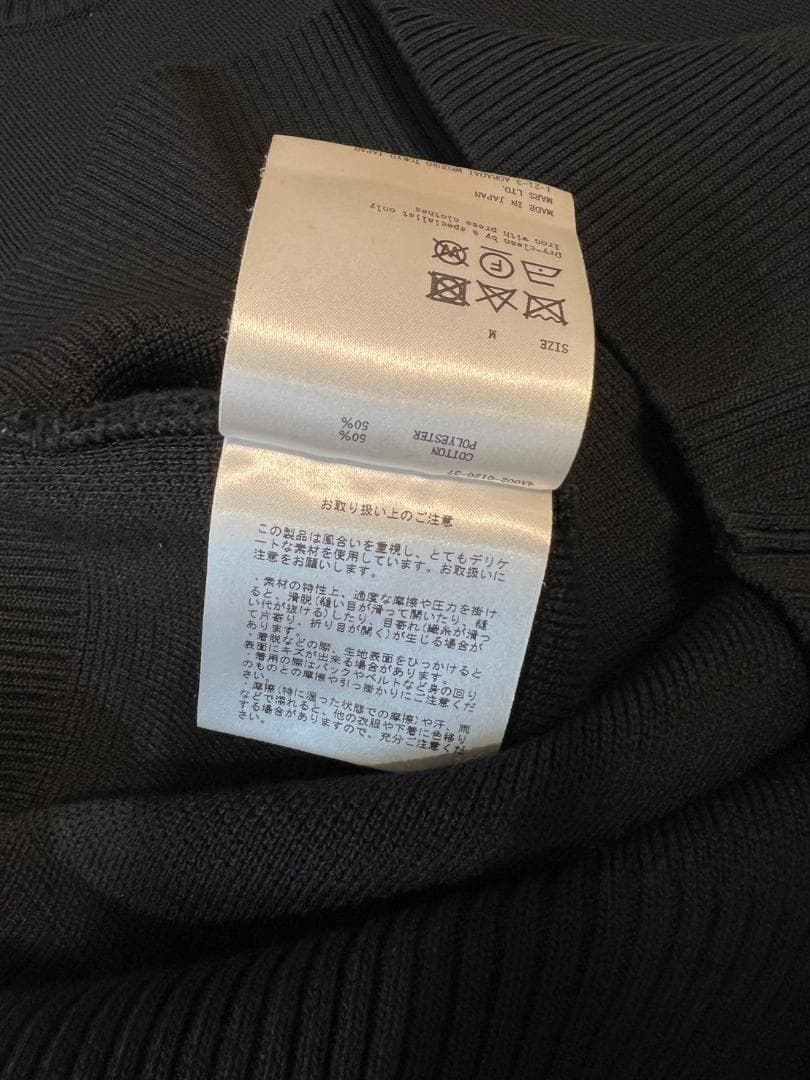 SIZE M
Iron with press clothes
Dry-clean by a specialist only
MADE IN JAPAN
MARS LTD.
COTTON 50%
POLYESTER 50%
お取り扱い上のご注意
この製品は風合いを重視し、とてもデリケ
ートな素材を使用しています。お取扱いに
注意をお願いします。
・素材の特性上、過度な摩擦や圧力を掛け
ると、滑脱(縫い目が滑って開いたり、縫
い代が抜ける)したり、目寄れ(織糸が滑っ
て片寄り、折り目が開く)が生じる場合が
あります。
・着脱などの際、生地表面をひっかけると
表面にキズが出来る場合があります。
・着用の際はバックやベルトなど身の回り
のものとの摩擦や引っ掛かりにご注意くだ
さい。
・摩擦(特に湿った状態での摩擦)や汗、雨
などで濡れると、他の衣服や下着に色移り
する場合がありますので、充分ご注意くだ
さい。